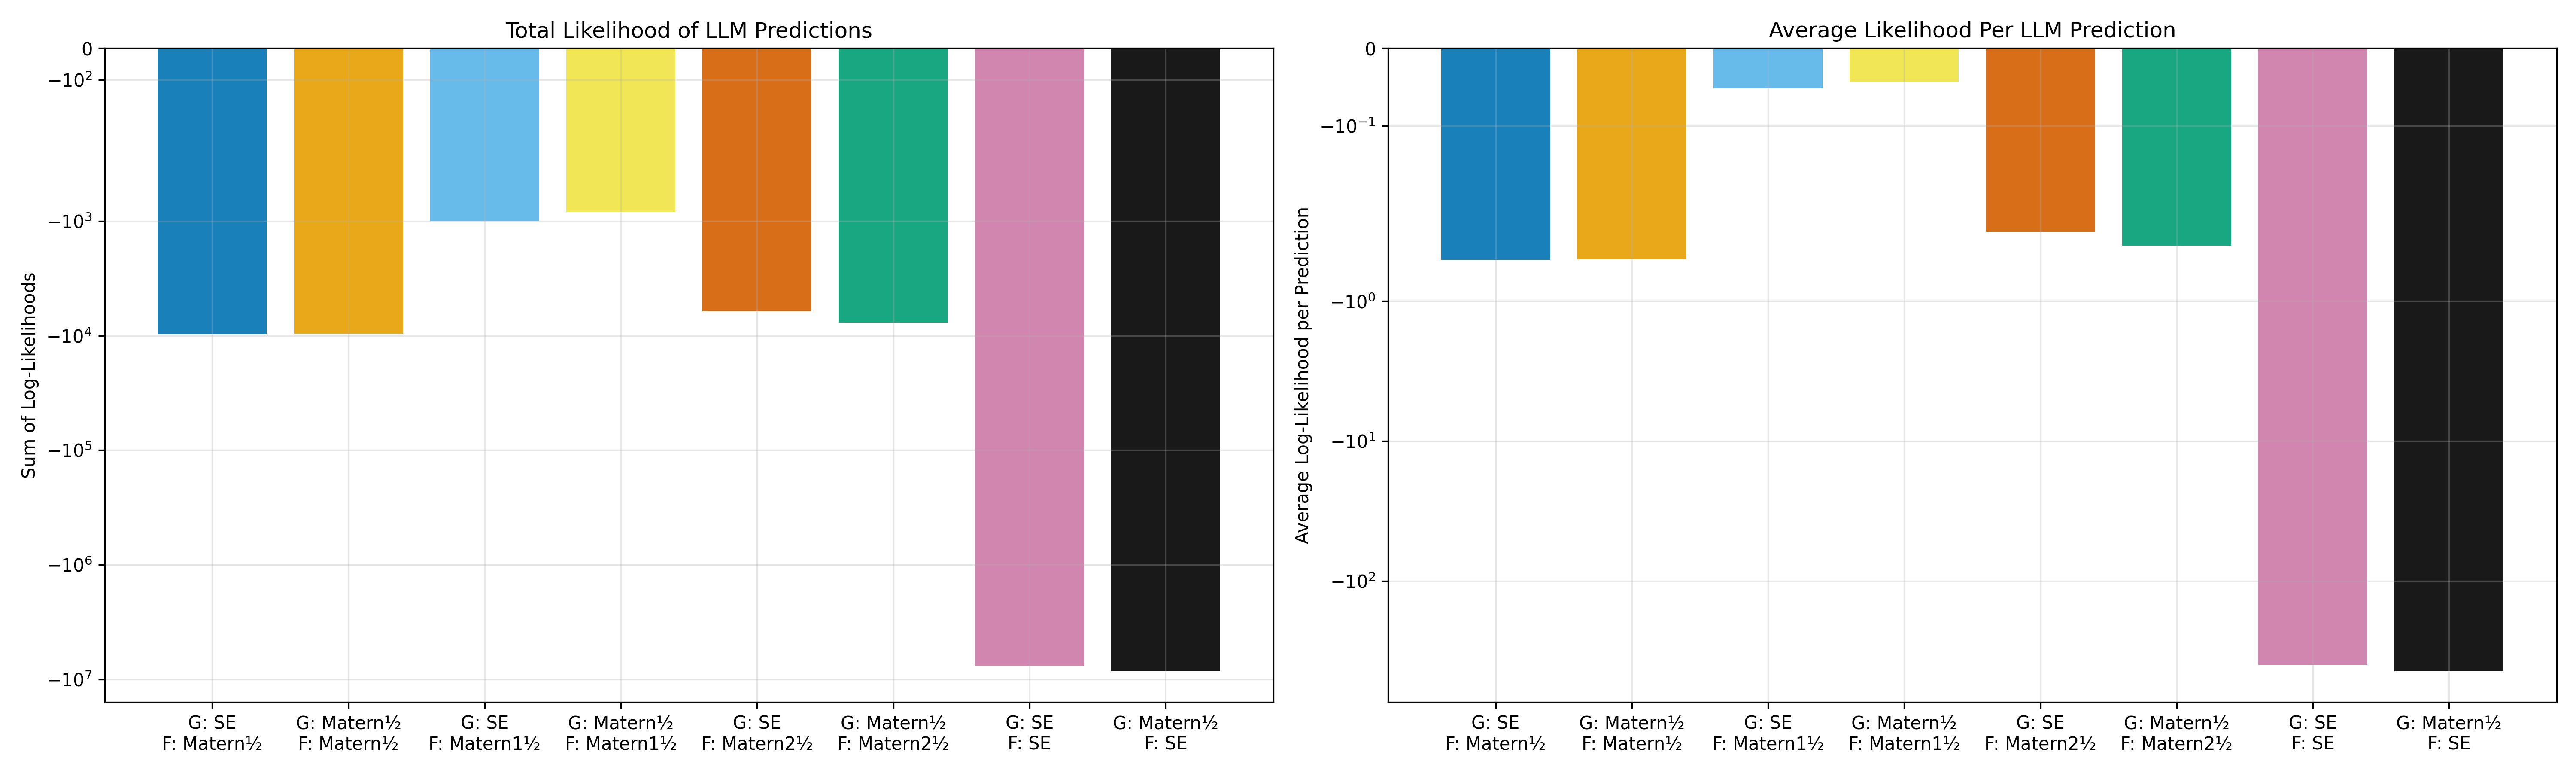 Total Likelihood of LLM Predictions
Sum of Log-Likelihoods
0
−10²
−10³
−10⁴
−10⁵
−10⁶
−10⁷
G: SE
F: Matern½
G: Matern½
F: Matern½
G: SE
F: Matern1½
G: Matern½
F: Matern1½
G: SE
F: Matern2½
G: Matern½
F: Matern2½
G: SE
F: SE
G: Matern½
F: SE
Average Likelihood Per LLM Prediction
Average Log-Likelihood per Prediction
0
−10⁻¹
−10⁰
−10¹
−10²
G: SE
F: Matern½
G: Matern½
F: Matern½
G: SE
F: Matern1½
G: Matern½
F: Matern1½
G: SE
F: Matern2½
G: Matern½
F: Matern2½
G: SE
F: SE
G: Matern½
F: SE